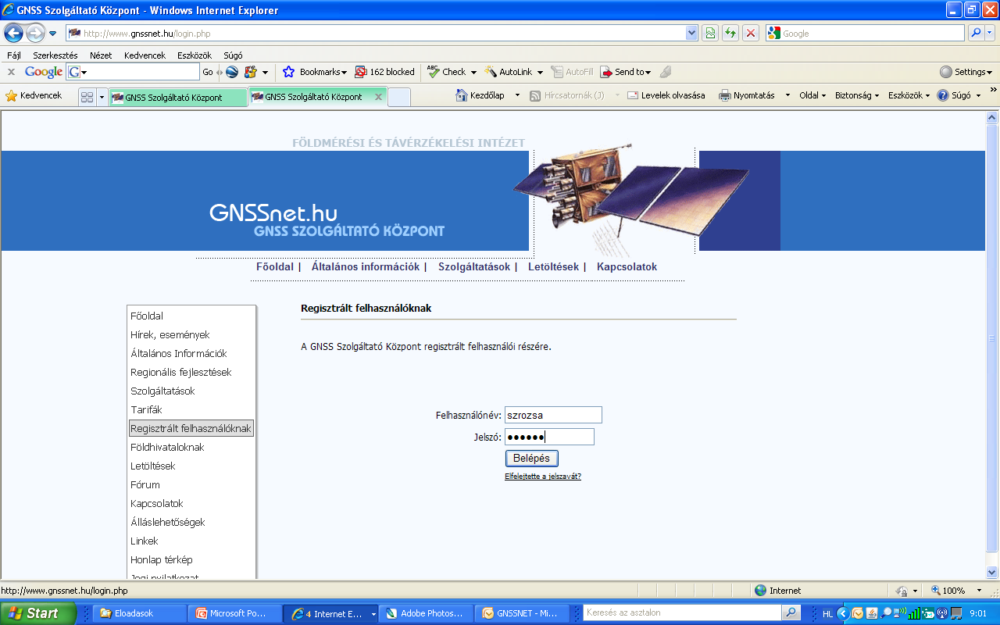 GNSS Szolgáltató Központ - Windows Internet Explorer
http://www.gnssnet.hu/login.php
Google
Fájl Szerkesztés Nézet Kedvencek Eszközök Súgó
x Google G Go Bookmarks 162 blocked ABC Check AutoLink AutoFill Send to Settings
Kedvencek GNSS Szolgáltató Központ GNSS Szolgáltató Központ Kezdőlap Hírcsatornák (J) Levelek olvasása Nyomtatás Oldal Biztonság Eszközök Súgó »
FÖLDMÉRÉSI ÉS TÁVÉRZÉKELÉSI INTÉZET
GNSSnet.hu
GNSS SZOLGÁLTATÓ KÖZPONT
Főoldal | Általános információk | Szolgáltatások | Letöltések | Kapcsolatok
Főoldal
Hírek, események
Általános Információk
Regionális fejlesztések
Szolgáltatások
Tarifák
Regisztrált felhasználóknak
Földhivataloknak
Letöltések
Fórum
Kapcsolatok
Álláslehetőségek
Linkek
Honlap térkép
Jogi nyilatkozat
Regisztrált felhasználóknak
A GNSS Szolgáltató Központ regisztrált felhasználói részére.
Felhasználónév: szrozsa
Jelszó: ••••••
Belépés
Elfelejtette a jelszavát?
http://www.gnssnet.hu/login.php Internet 100%
Start Eloadasok Microsoft Po... 4 Internet E... Adobe Photos... GNSSNET - Mi... Keresés az asztalon HL 9:01